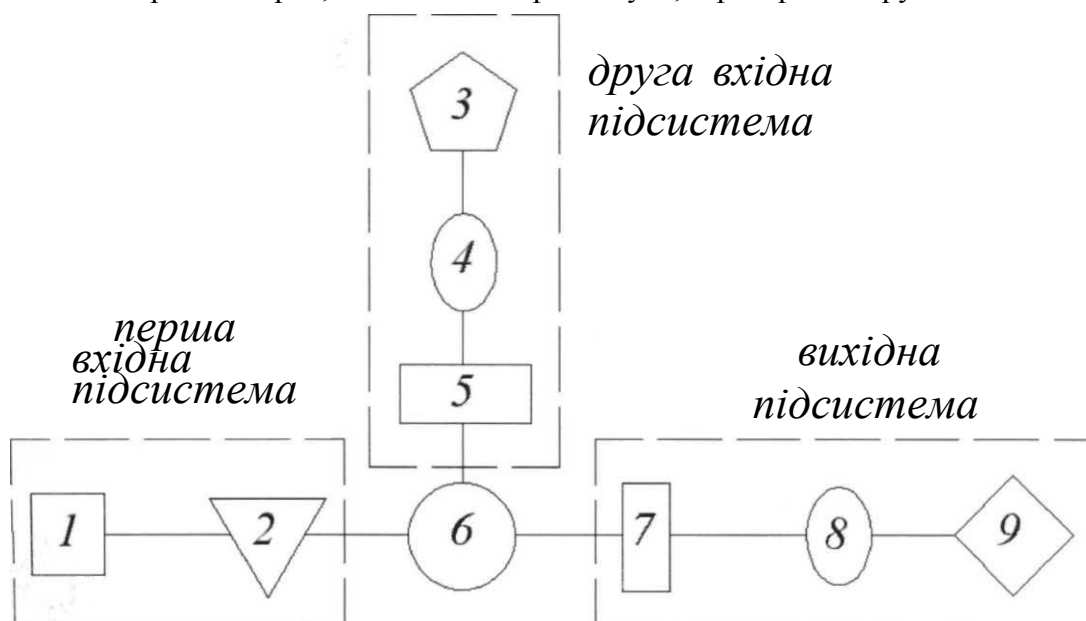 друга вхідна
підсистема
3
4
5
перша
вхідна
підсистема
вихідна
підсистема
1
2
6
7
8
9